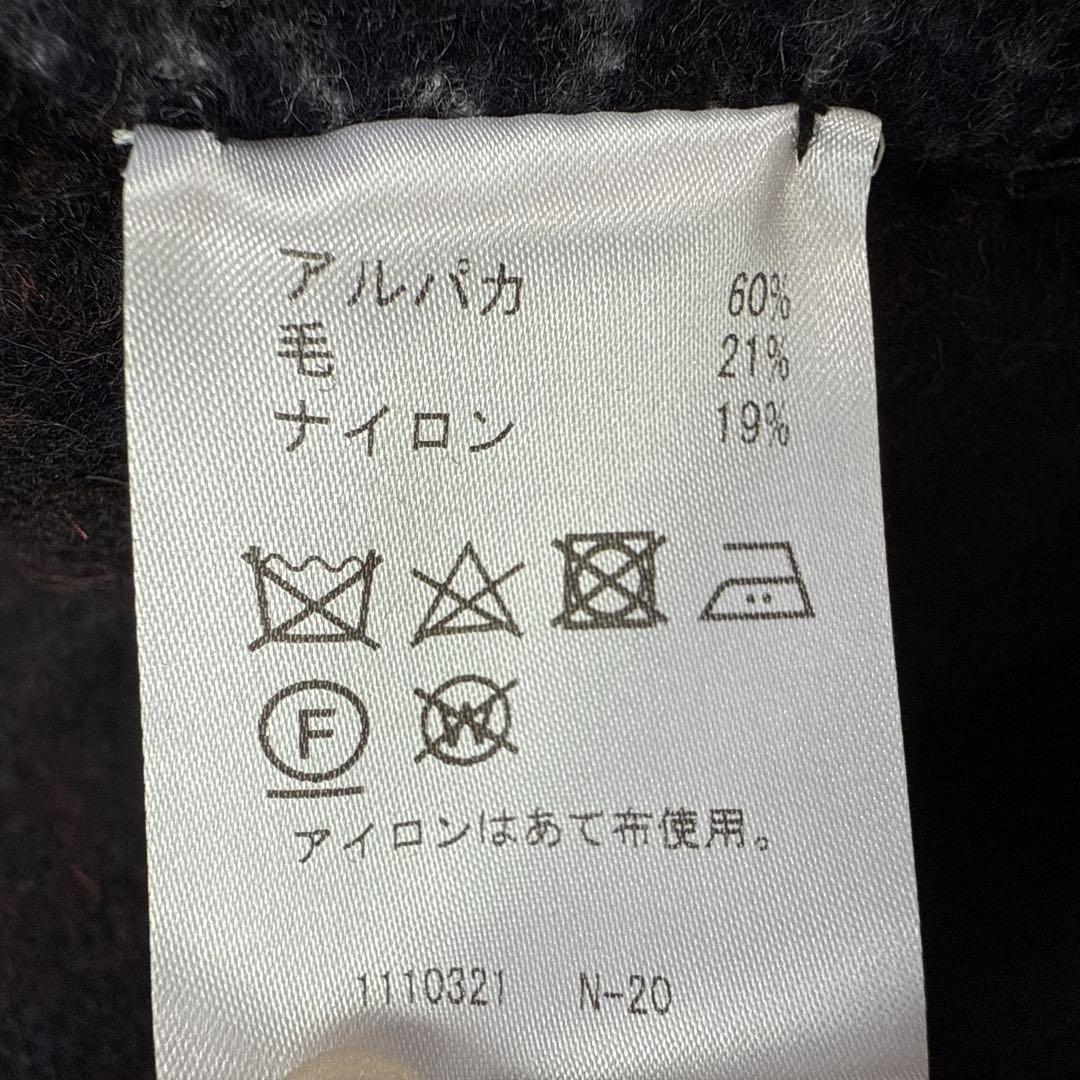 アルパカ 60%
毛 21%
ナイロン 19%
F W
アイロンはあて布使用。
1110321 N-20